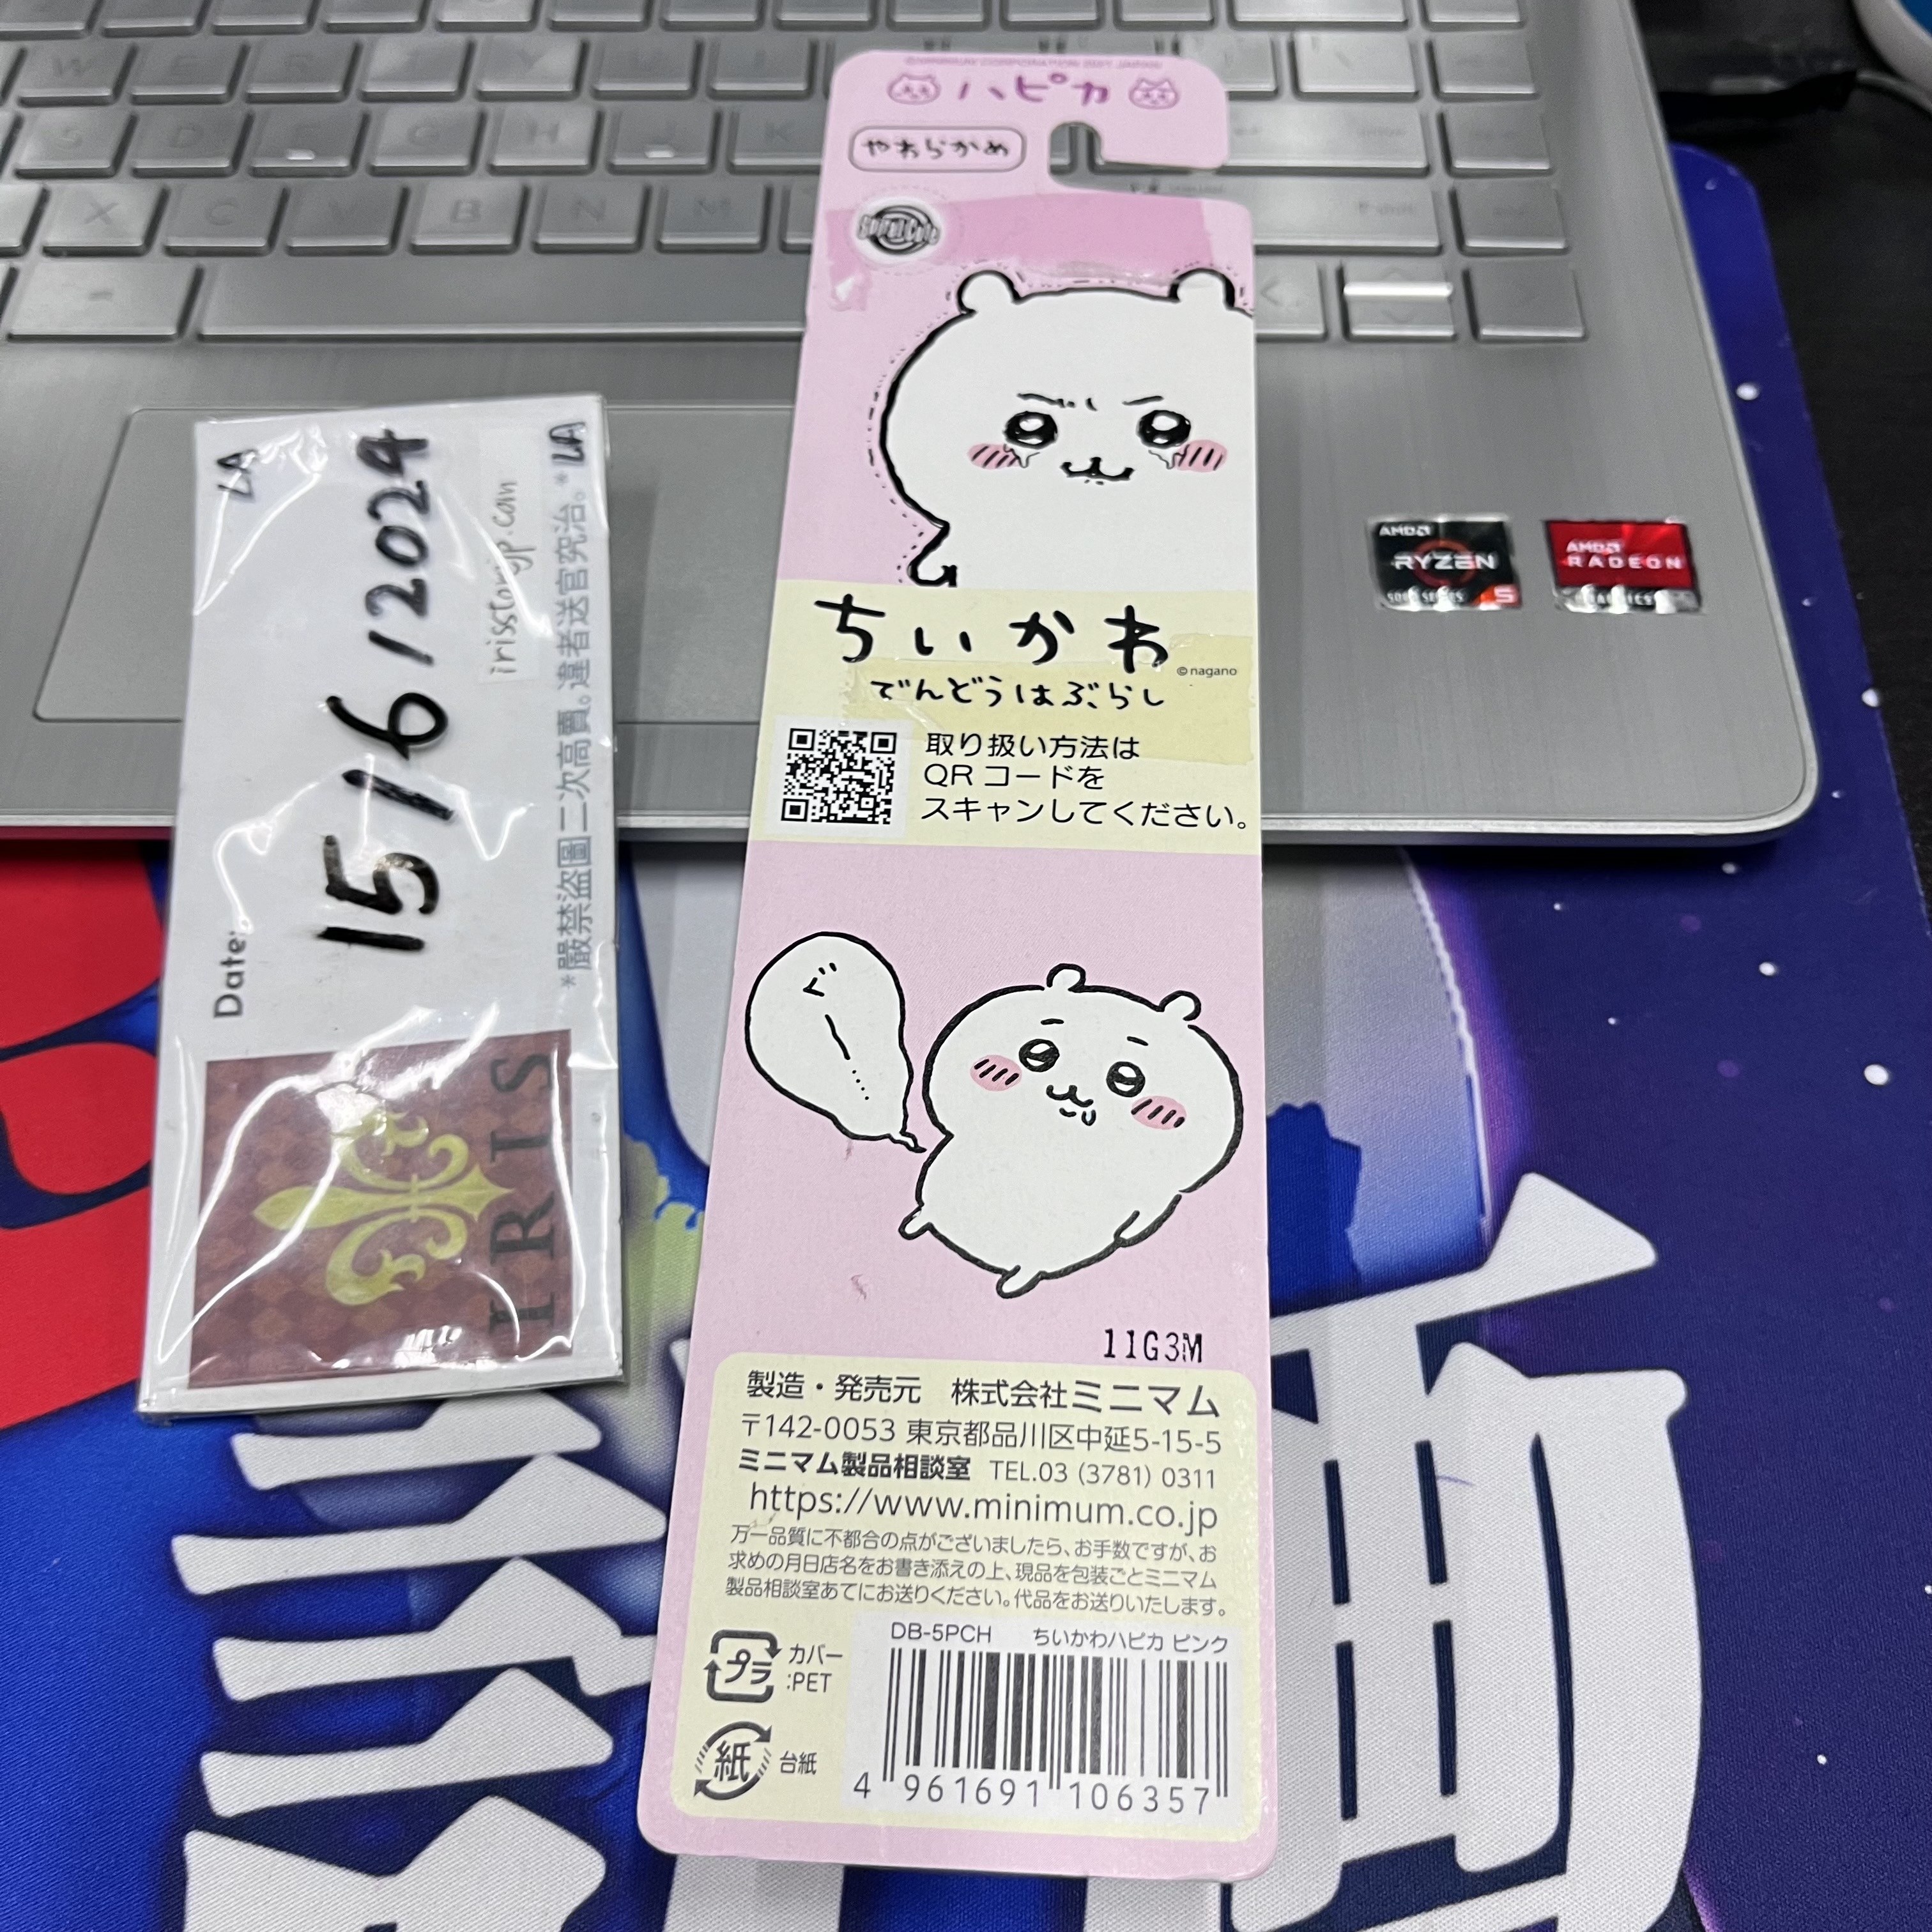 ハピカ
やわらかめ
ちいかわ
©nagano
でんどうはぶらし
取り扱い方法は
QRコードを
スキャンしてください。
11G3M
製造・発売元 株式会社ミニマム
〒142-0053 東京都品川区中延5-15-5
ミニマム製品相談室 TEL.03 (3781) 0311
https://www.minimum.co.jp
万一品質に不都合の点がございましたら、お手数ですが、お
求めの月日店名をお書き添えの上、現品を包装ごとミニマム
製品相談室あてにお送りください。代品をお送りいたします。
DB-5PCH ちいかわハピカ ピンク
プラ
カバー
:PET
紙
台紙
4 961691 106357
LA
Date: 15/6/2024
*嚴禁盜圖二次高賣。違者送官究治。* LA
IRIS
AMD
RYZEN
5
AMD
RADEON
W
E
R
S
D
G
H
J
K
X
C
V
B
N
M